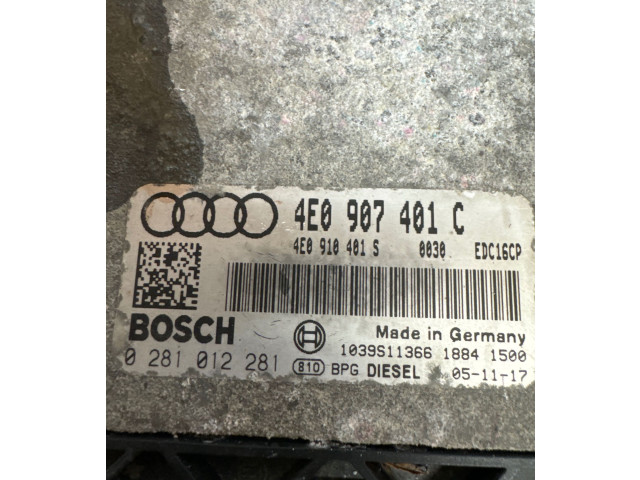 4E0 907 401 C
4E0 910 401 S 0030 EDC16CP
BOSCH Made in Germany
1039S11366 1884 1500
0 281 012 281 810 BPG DIESEL 05-11-17